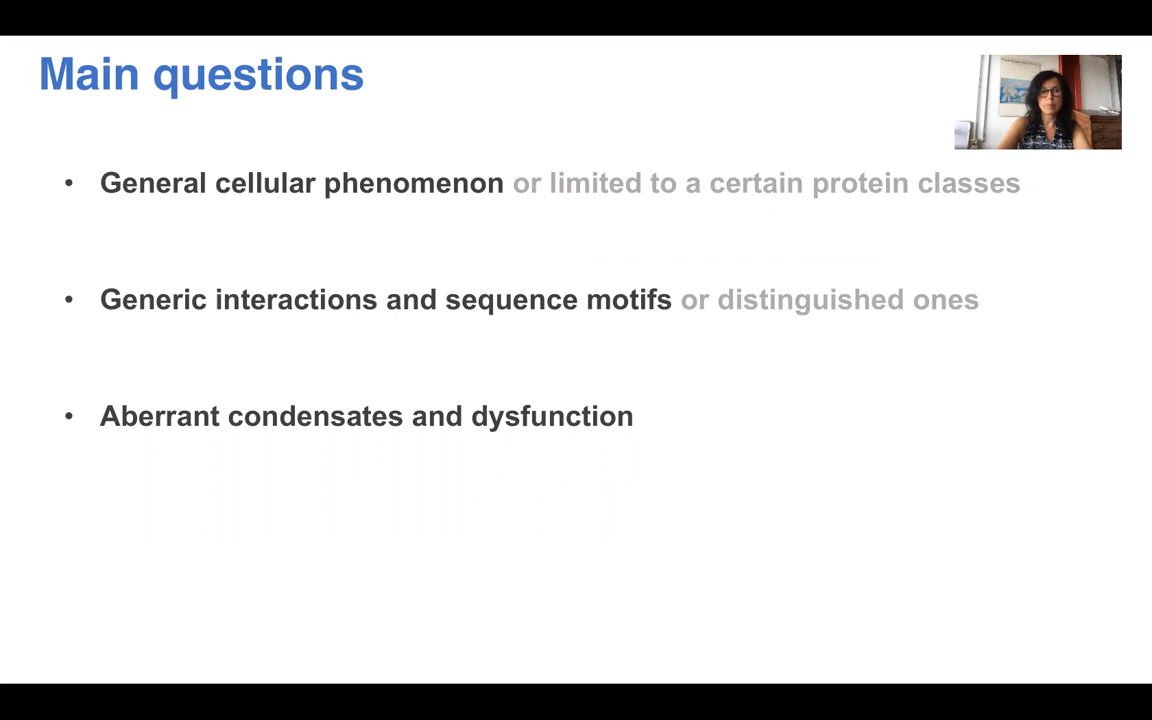 Main questions
• General cellular phenomenon or limited to a certain protein classes
• Generic interactions and sequence motifs or distinguished ones
• Aberrant condensates and dysfunction